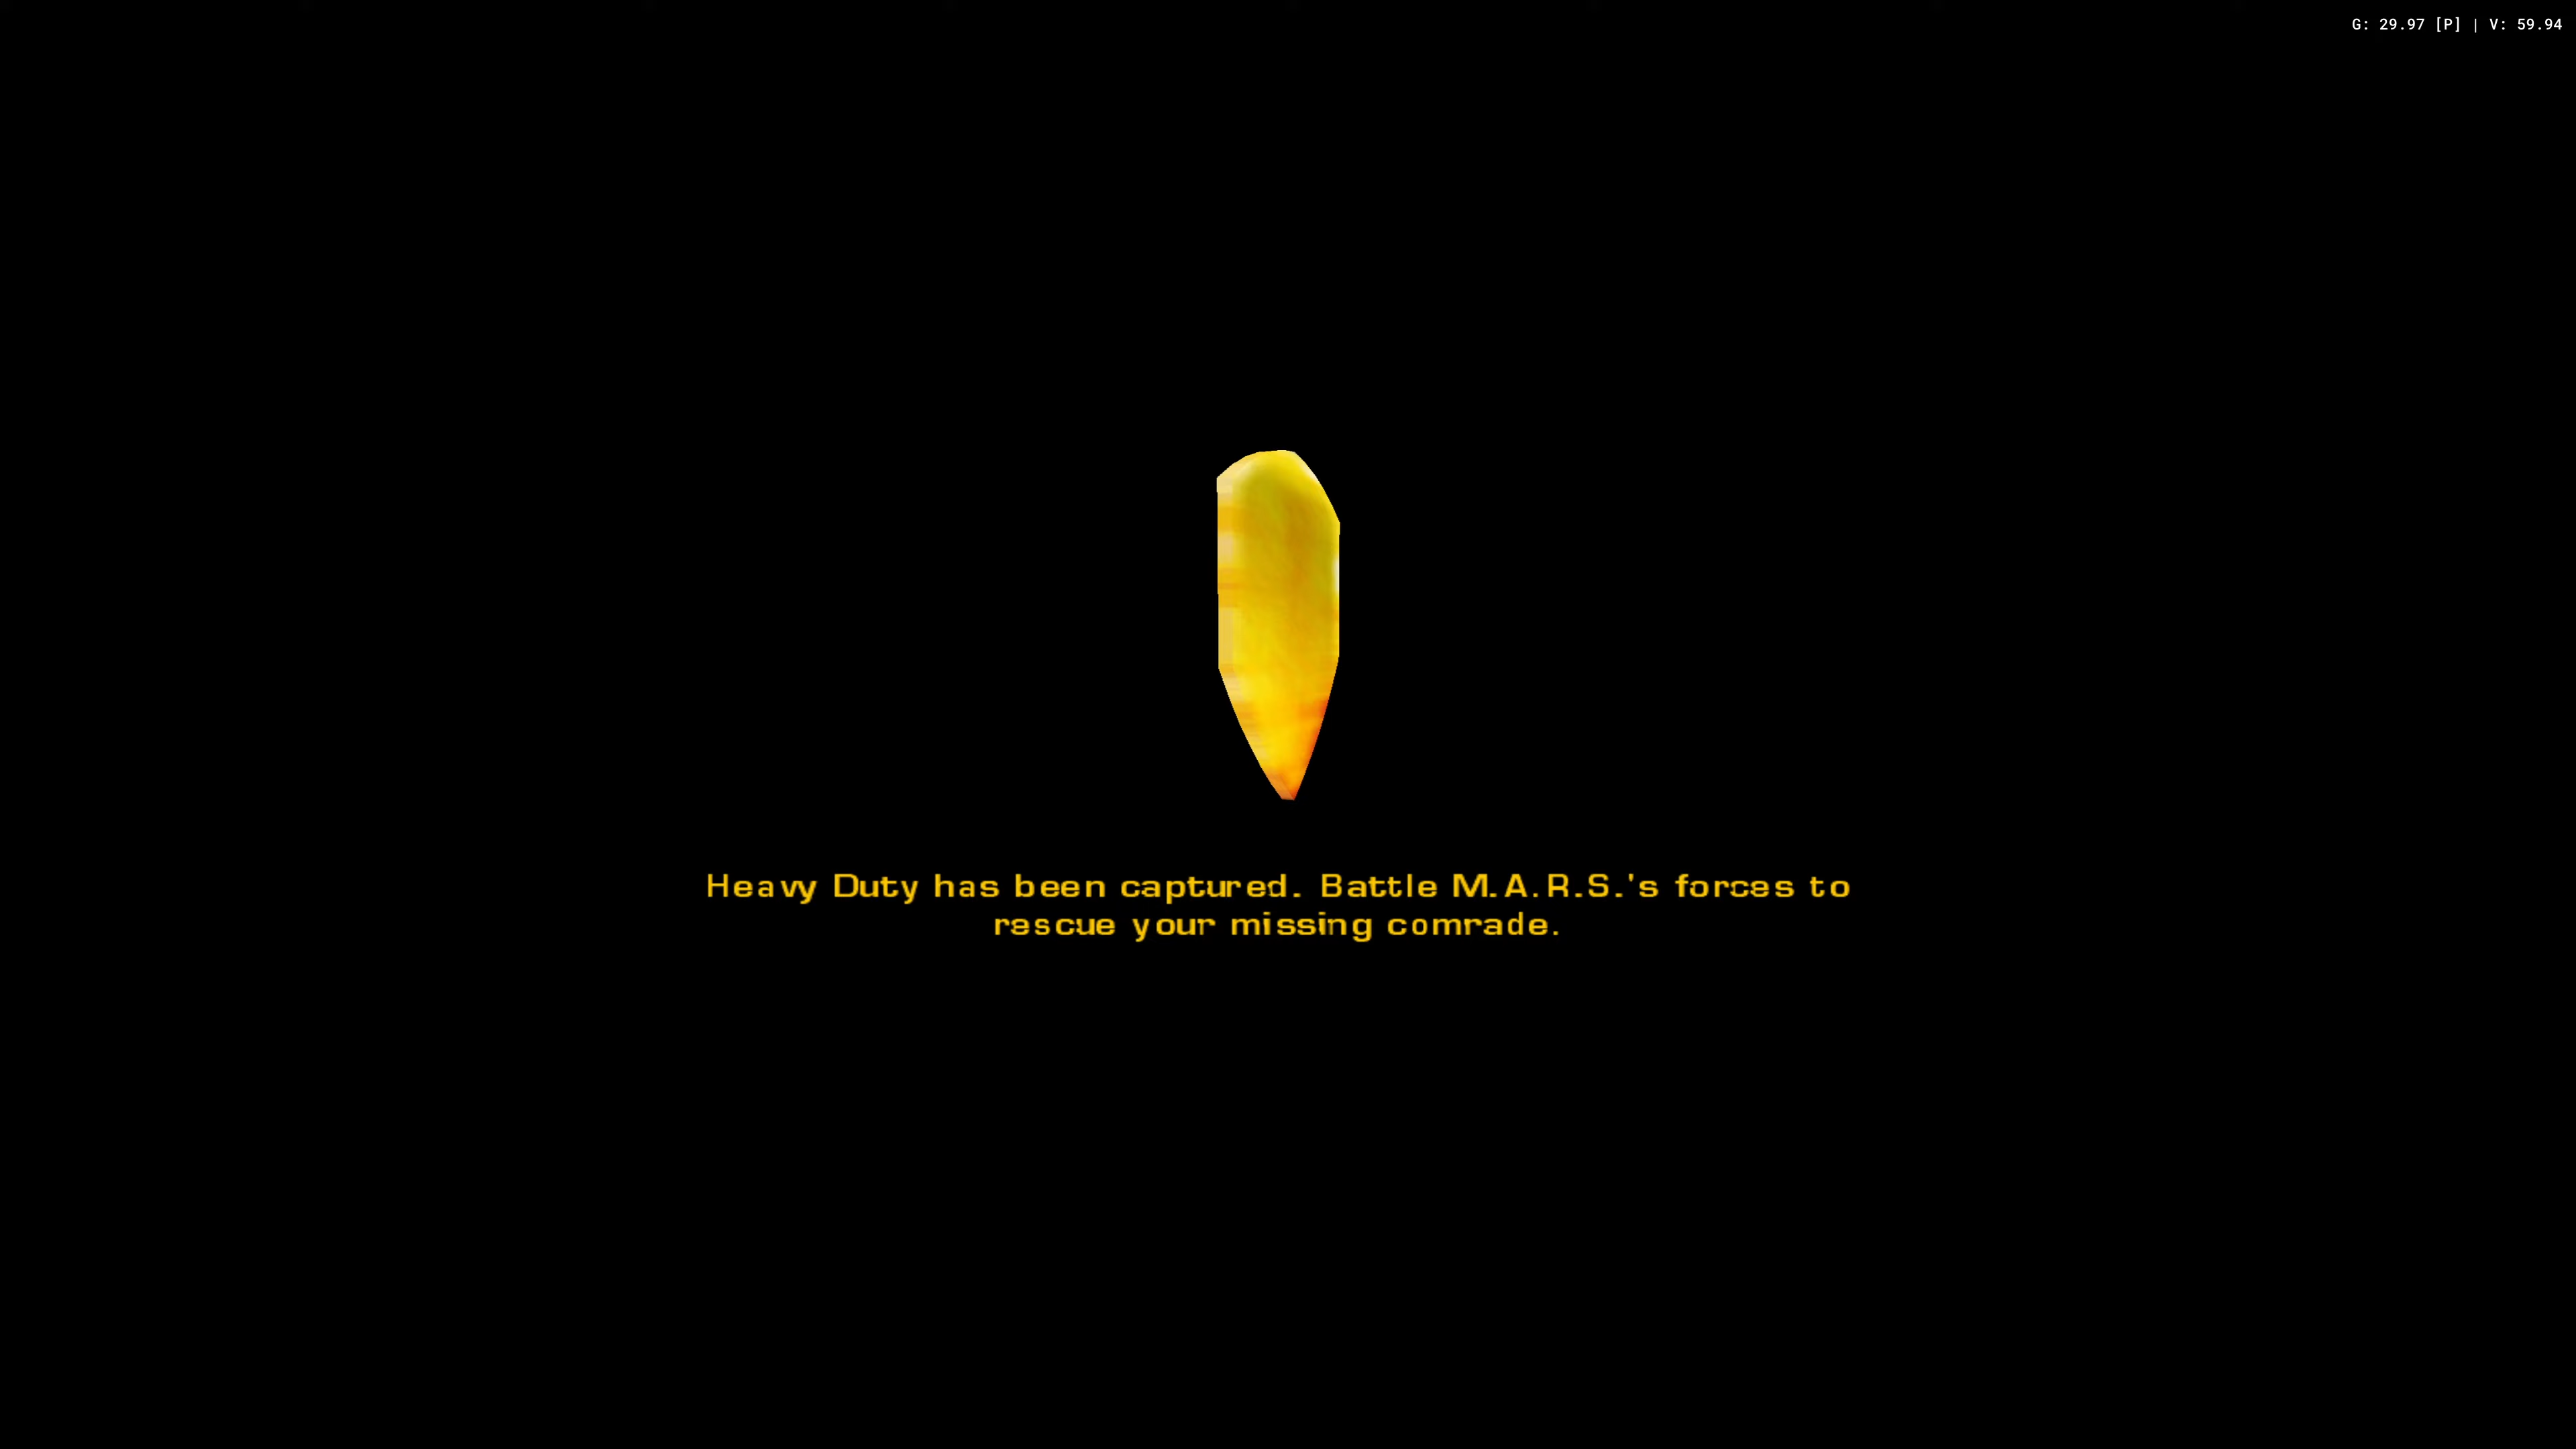 G: 29.97 [P] | V: 59.94
Heavy Duty has been captured. Battle M.A.R.S.'s forces to
rescue your missing comrade.